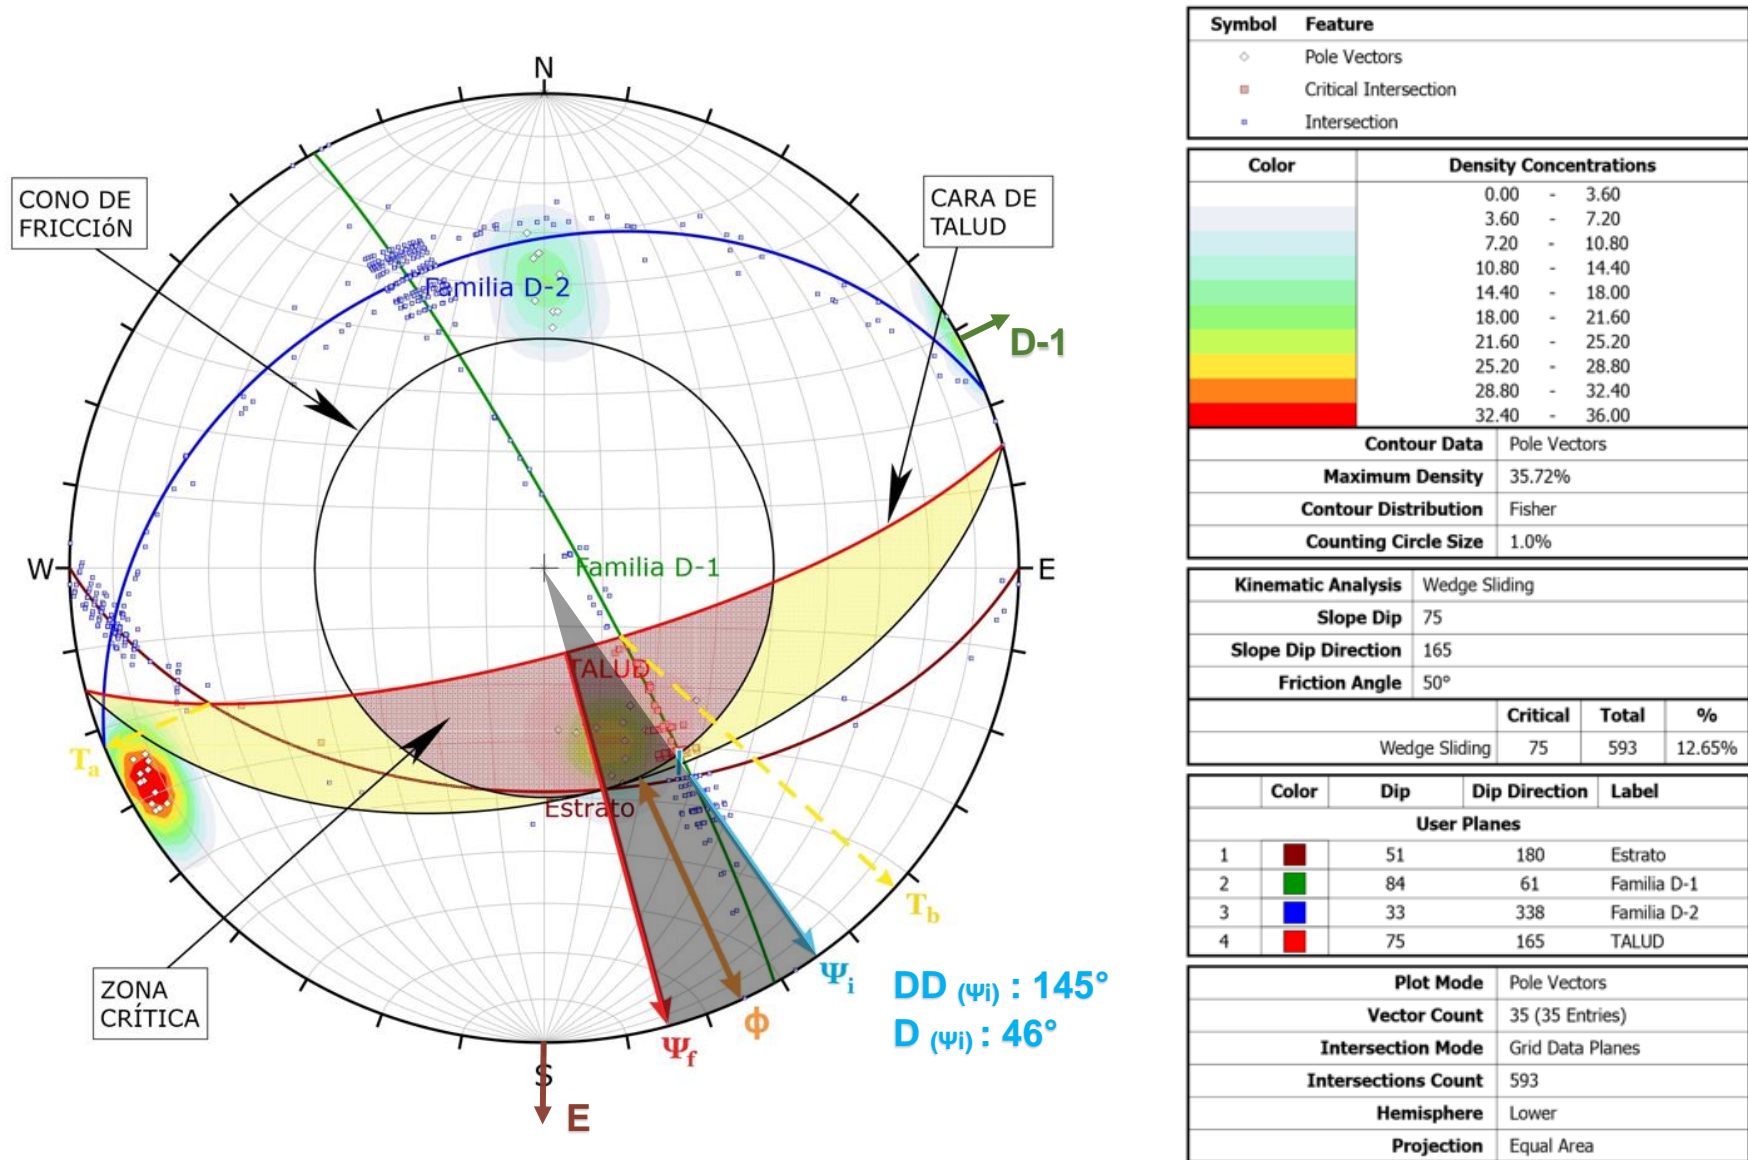 N
CONO DE
FRICCIóN
CARA DE
TALUD
Familia D-2
D-1
W
Familia D-1
E
TALUD
Ta
I
Estrato
Tb
ZONA
CRÍTICA
Ψi
DD (Ψi) : 145°
D (Ψi) : 46°
ϕ
Ψf
S
E
Symbol Feature
Pole Vectors
Critical Intersection
Intersection
Color Density Concentrations
0.00 - 3.60
3.60 - 7.20
7.20 - 10.80
10.80 - 14.40
14.40 - 18.00
18.00 - 21.60
21.60 - 25.20
25.20 - 28.80
28.80 - 32.40
32.40 - 36.00
Contour Data Pole Vectors
Maximum Density 35.72%
Contour Distribution Fisher
Counting Circle Size 1.0%
Kinematic Analysis Wedge Sliding
Slope Dip 75
Slope Dip Direction 165
Friction Angle 50°
Critical Total %
Wedge Sliding 75 593 12.65%
Color Dip Dip Direction Label
User Planes
1 51 180 Estrato
2 84 61 Familia D-1
3 33 338 Familia D-2
4 75 165 TALUD
Plot Mode Pole Vectors
Vector Count 35 (35 Entries)
Intersection Mode Grid Data Planes
Intersections Count 593
Hemisphere Lower
Projection Equal Area